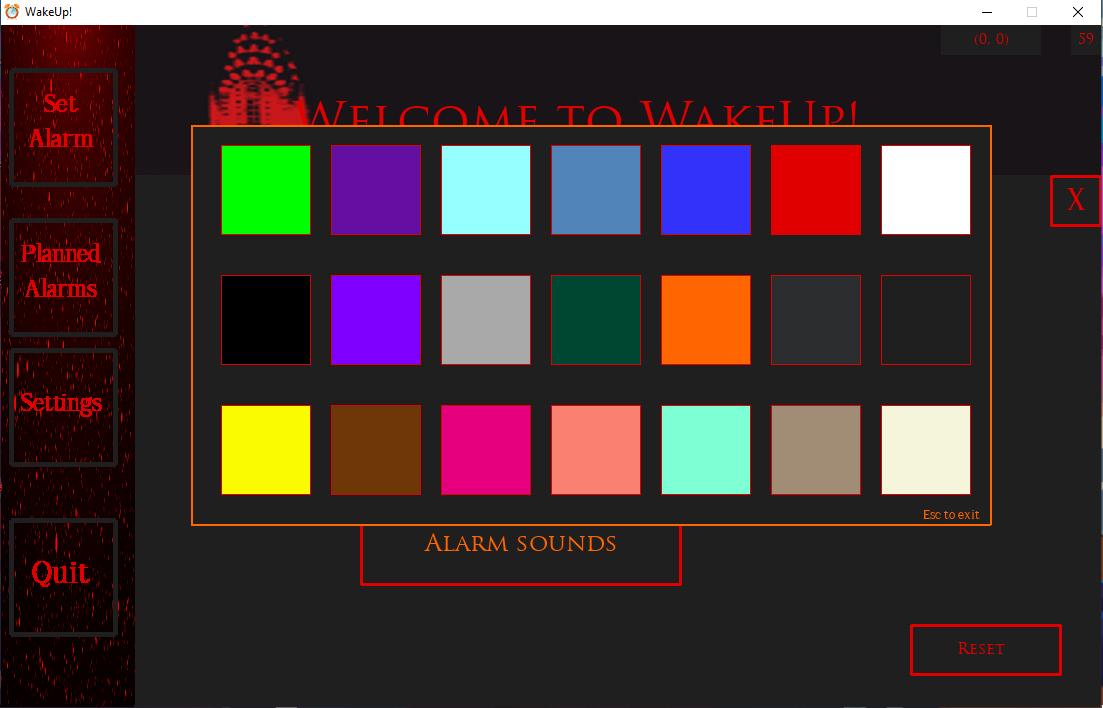 WakeUp!
(0, 0)
59
Welcome to WakeUp!
Set
Alarm
X
Planned
Alarms
Settings
Esc to exit
Alarm sounds
Quit
Reset